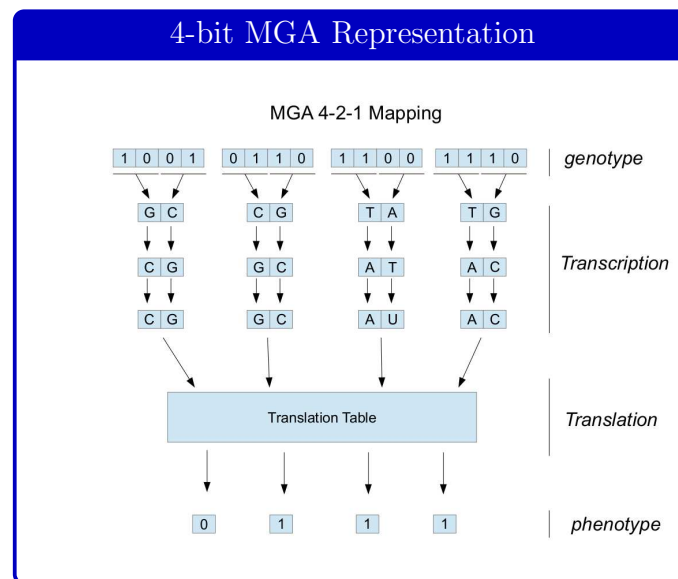 4-bit MGA Representation
MGA 4-2-1 Mapping
1 0 0 1 0 1 1 0 1 1 0 0 1 1 1 0 genotype
G C C G T A T G
C G G C A T A C Transcription
C G G C A U A C
Translation Table Translation
0 1 1 1 phenotype